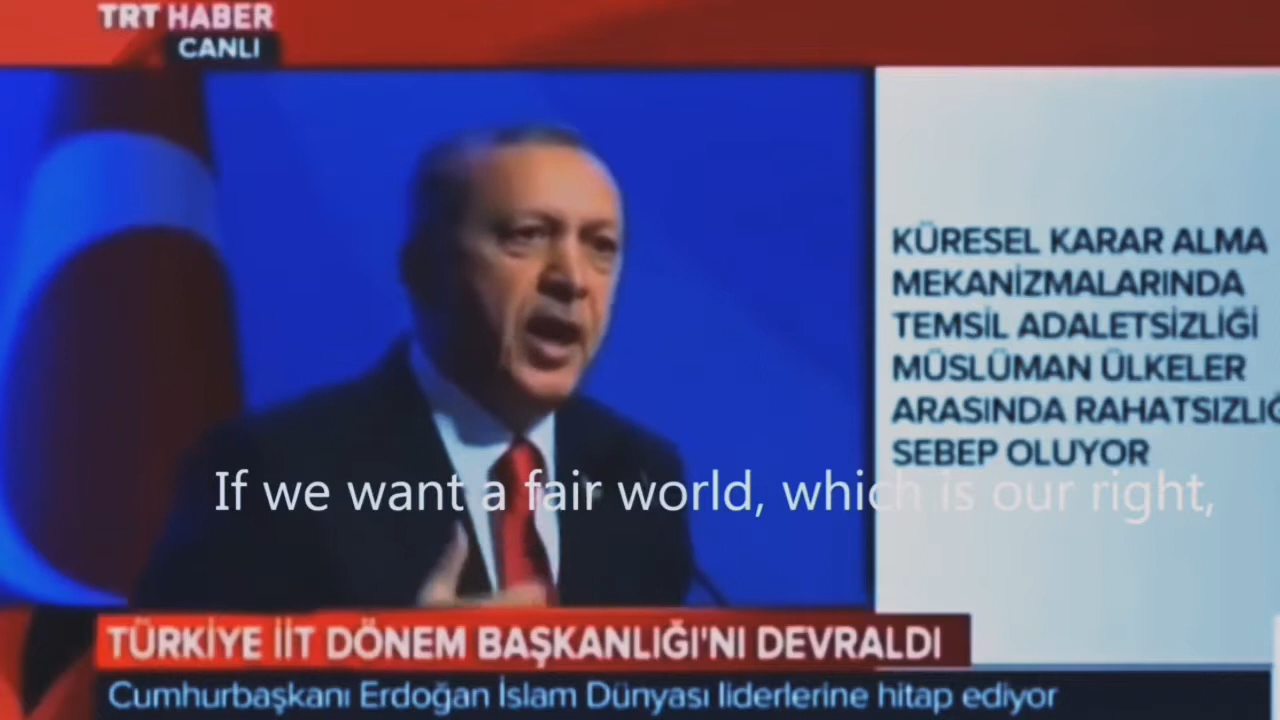 TRT HABER
CANLI
KÜRESEL KARAR ALMA
MEKANİZMALARINDA
TEMSİL ADALETSİZLİĞİ
MÜSLÜMAN ÜLKELER
ARASINDA
SEBEP OLUYOR
If we want a fair world, which is our right,
TÜRKİYE İİT DÖNEM BAŞKANLIĞI'NI DEVRALDI
Cumhurbaşkanı Erdoğan İslam Dünyası liderlerine hitap ediyor